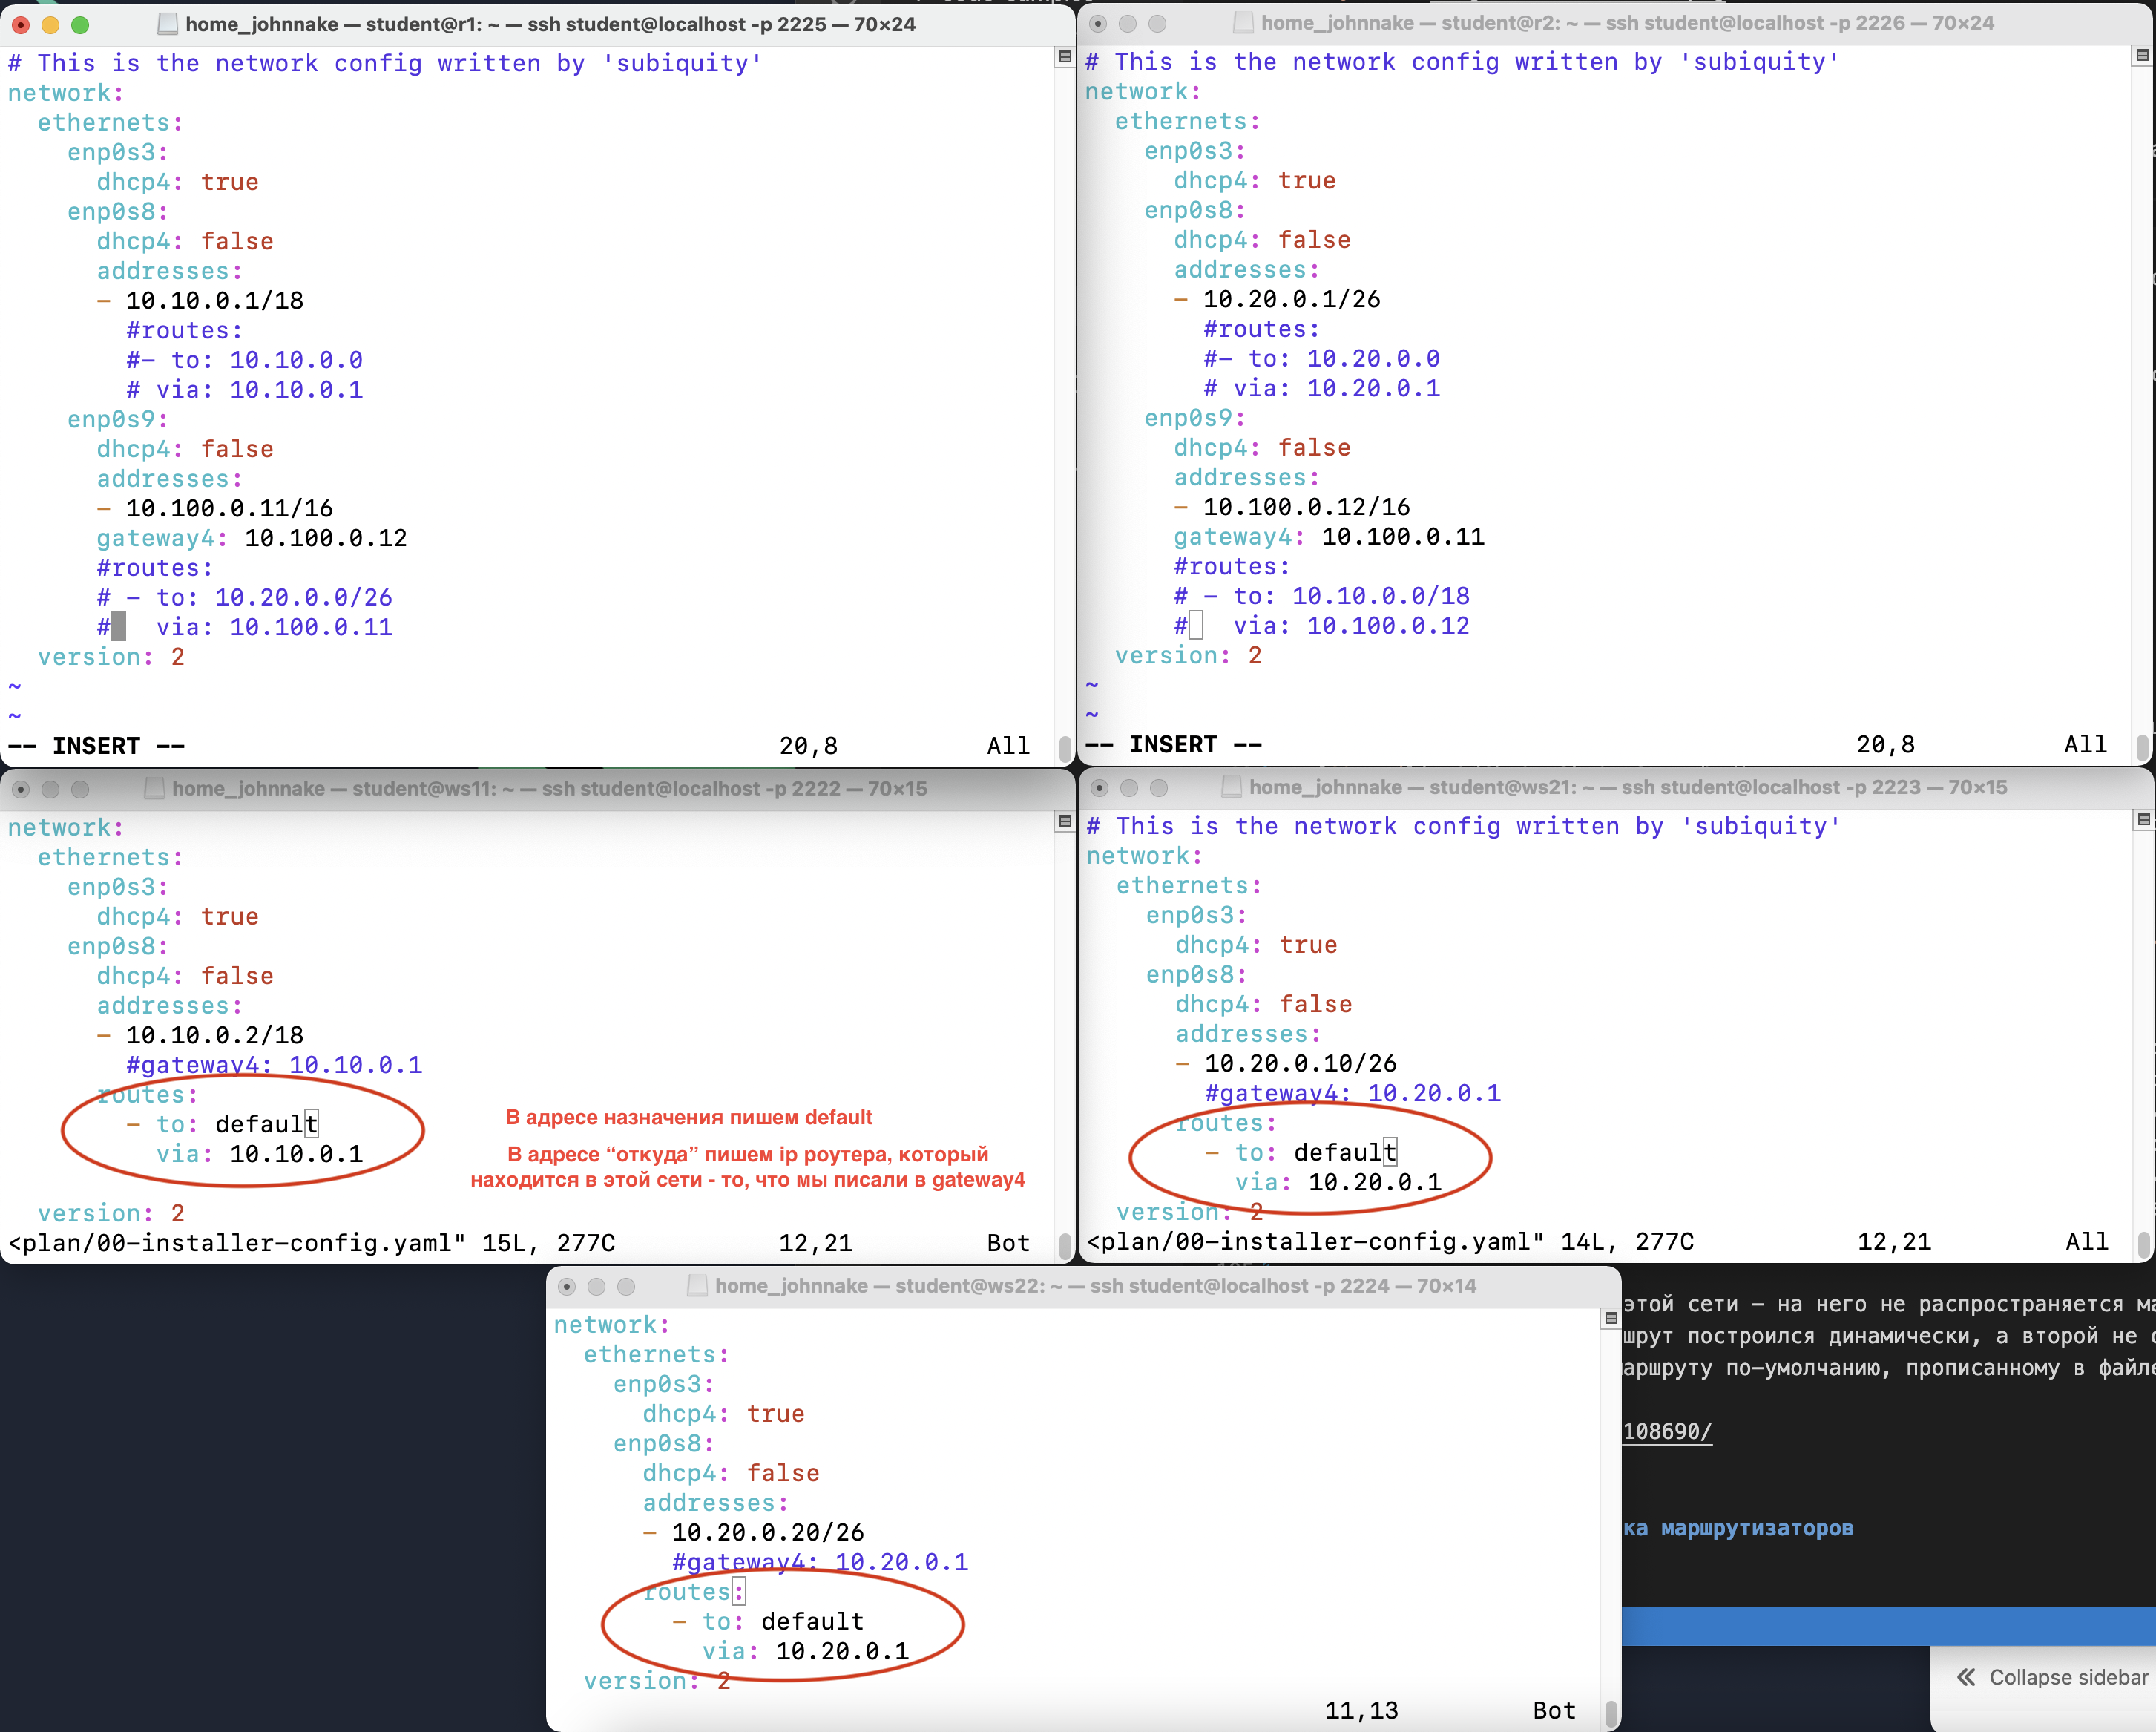 home_johnnake — student@r1: ~ — ssh student@localhost -p 2225 — 70×24
# This is the network config written by 'subiquity'
network:
  ethernets:
    enp0s3:
      dhcp4: true
    enp0s8:
      dhcp4: false
      addresses:
      - 10.10.0.1/18
        #routes:
        #- to: 10.10.0.0
        # via: 10.10.0.1
    enp0s9:
      dhcp4: false
      addresses:
      - 10.100.0.11/16
      gateway4: 10.100.0.12
      #routes:
      # - to: 10.20.0.0/26
      #   via: 10.100.0.11
  version: 2
~
~
-- INSERT -- 20,8 All
home_johnnake — student@r2: ~ — ssh student@localhost -p 2226 — 70×24
# This is the network config written by 'subiquity'
network:
  ethernets:
    enp0s3:
      dhcp4: true
    enp0s8:
      dhcp4: false
      addresses:
      - 10.20.0.1/26
        #routes:
        #- to: 10.20.0.0
        # via: 10.20.0.1
    enp0s9:
      dhcp4: false
      addresses:
      - 10.100.0.12/16
      gateway4: 10.100.0.11
      #routes:
      # - to: 10.10.0.0/18
      #   via: 10.100.0.12
  version: 2
~
~
-- INSERT -- 20,8 All
home_johnnake — student@ws11: ~ — ssh student@localhost -p 2222 — 70×15
network:
  ethernets:
    enp0s3:
      dhcp4: true
    enp0s8:
      dhcp4: false
      addresses:
      - 10.10.0.2/18
        #gateway4: 10.10.0.1
      routes:
        - to: default
          via: 10.10.0.1
В адресе назначения пишем default
В адресе “откуда” пишем ip роутера, который
находится в этой сети - то, что мы писали в gateway4
  version: 2
<plan/00-installer-config.yaml" 15L, 277C 12,21 Bot
home_johnnake — student@ws21: ~ — ssh student@localhost -p 2223 — 70×15
# This is the network config written by 'subiquity'
network:
  ethernets:
    enp0s3:
      dhcp4: true
    enp0s8:
      dhcp4: false
      addresses:
      - 10.20.0.10/26
        #gateway4: 10.20.0.1
      routes:
        - to: default
          via: 10.20.0.1
  version: 2
<plan/00-installer-config.yaml" 14L, 277C 12,21 All
home_johnnake — student@ws22: ~ — ssh student@localhost -p 2224 — 70×14
network:
  ethernets:
    enp0s3:
      dhcp4: true
    enp0s8:
      dhcp4: false
      addresses:
      - 10.20.0.20/26
        #gateway4: 10.20.0.1
      routes:
        - to: default
          via: 10.20.0.1
  version: 2
11,13 Bot
этой сети - на него не распространяется
шрут построился динамически, а второй не
маршруту по-умолчанию, прописанному в файле
108690/
ка маршрутизаторов
Collapse sidebar